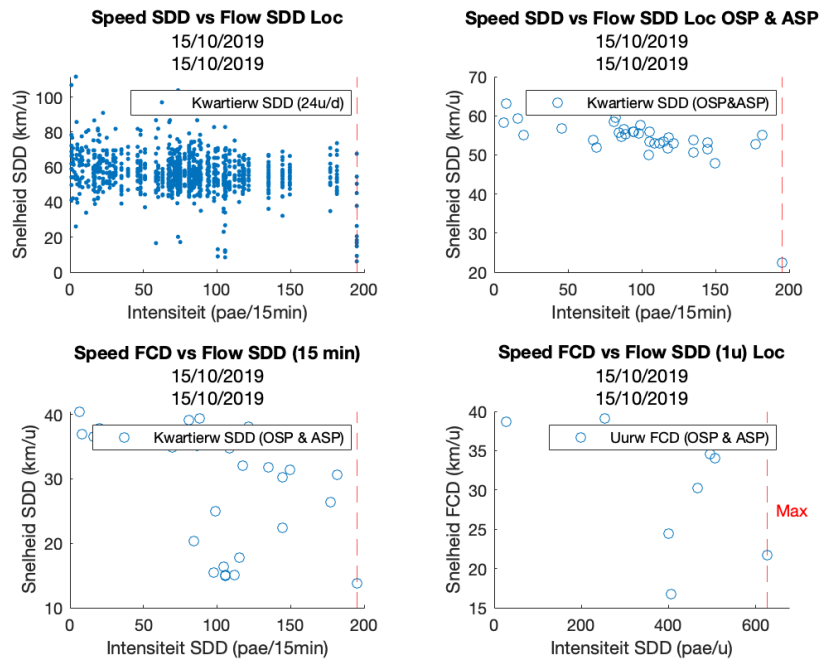 Speed SDD vs Flow SDD Loc
15/10/2019
15/10/2019
Kwartierw SDD (24u/d)
Snelheid SDD (km/u)
100
80
60
40
20
0
0
50
100
150
200
Intensiteit (pae/15min)
Speed SDD vs Flow SDD Loc OSP & ASP
15/10/2019
15/10/2019
Kwartierw SDD (OSP&ASP)
Snelheid SDD (km/u)
70
60
50
40
30
20
0
50
100
150
200
Intensiteit (pae/15min)
Speed FCD vs Flow SDD (15 min)
15/10/2019
15/10/2019
Kwartierw SDD (OSP & ASP)
Snelheid SDD (km/u)
40
30
20
10
0
50
100
150
200
Intensiteit SDD (pae/15min)
Speed FCD vs Flow SDD (1u) Loc
15/10/2019
15/10/2019
Uurw FCD (OSP & ASP)
Snelheid FCD (km/u)
40
35
30
25
20
15
Max
0
200
400
600
Intensiteit SDD (pae/u)